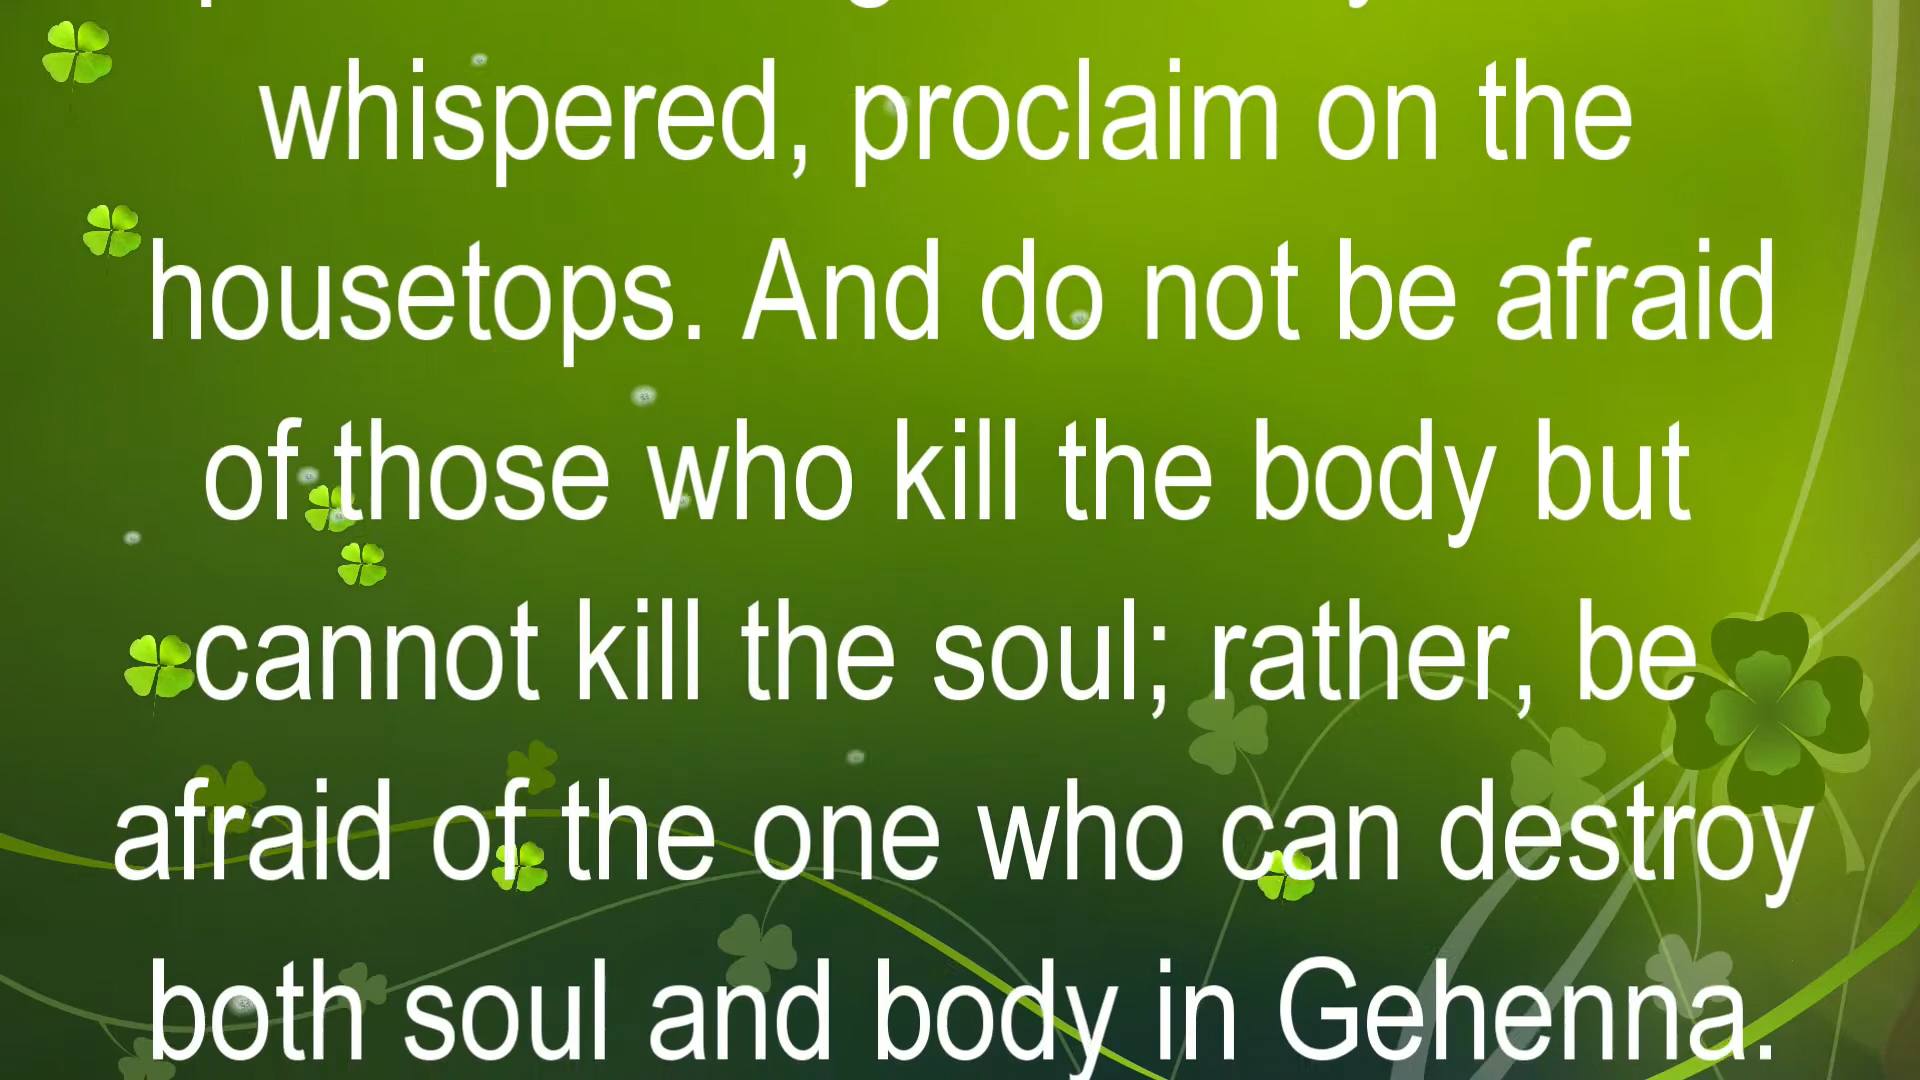 whispered, proclaim on the
housetops. And do not be afraid
of those who kill the body but
cannot kill the soul; rather, be
afraid of the one who can destroy
both soul and body in Gehenna.